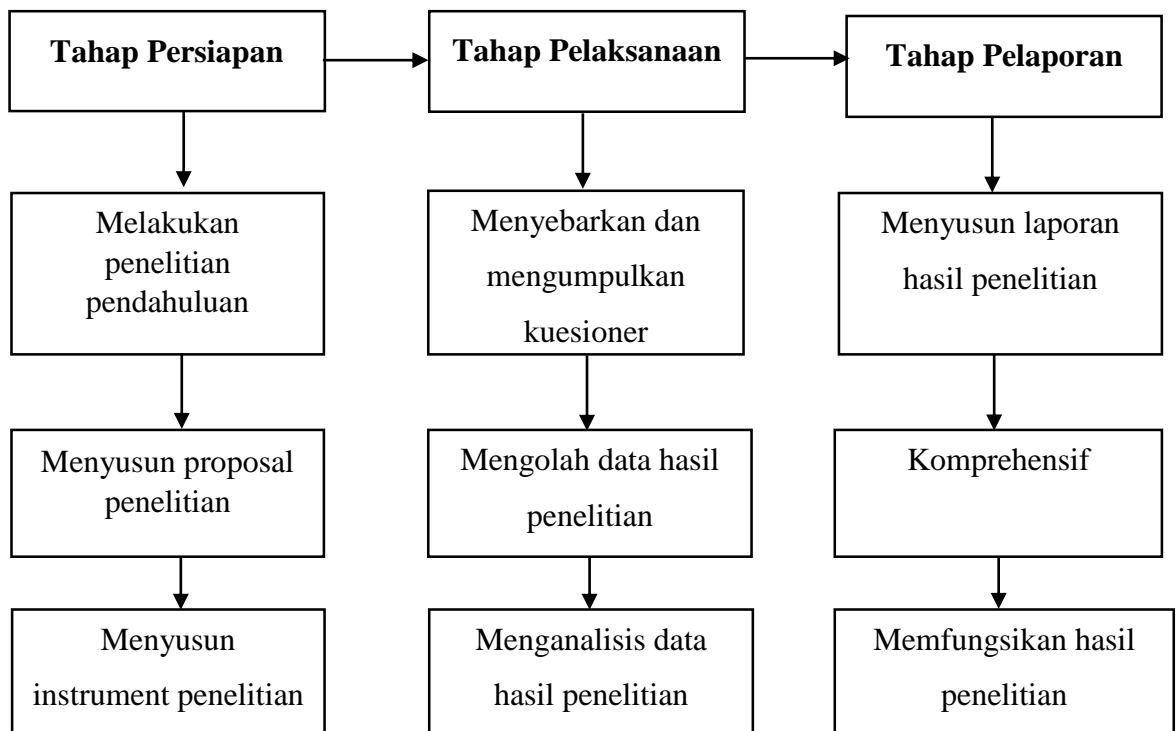 Tahap Persiapan
Tahap Pelaksanaan
Tahap Pelaporan
Melakukan
penelitian
pendahuluan
Menyebarkan dan
mengumpulkan
kuesioner
Menyusun laporan
hasil penelitian
Menyusun proposal
penelitian
Mengolah data hasil
penelitian
Komprehensif
Menyusun
instrument penelitian
Menganalisis data
hasil penelitian
Memfungsikan hasil
penelitian